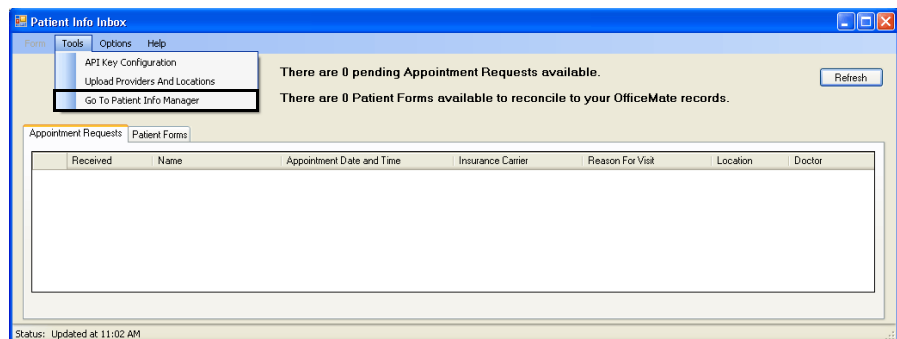 Patient Info Inbox
Form Tools Options Help
API Key Configuration
Upload Providers And Locations
Go To Patient Info Manager
There are 0 pending Appointment Requests available.
There are 0 Patient Forms available to reconcile to your OfficeMate records.
Refresh
Appointment Requests Patient Forms
Received Name Appointment Date and Time Insurance Carrier Reason For Visit Location Doctor
Status: Updated at 11:02 AM